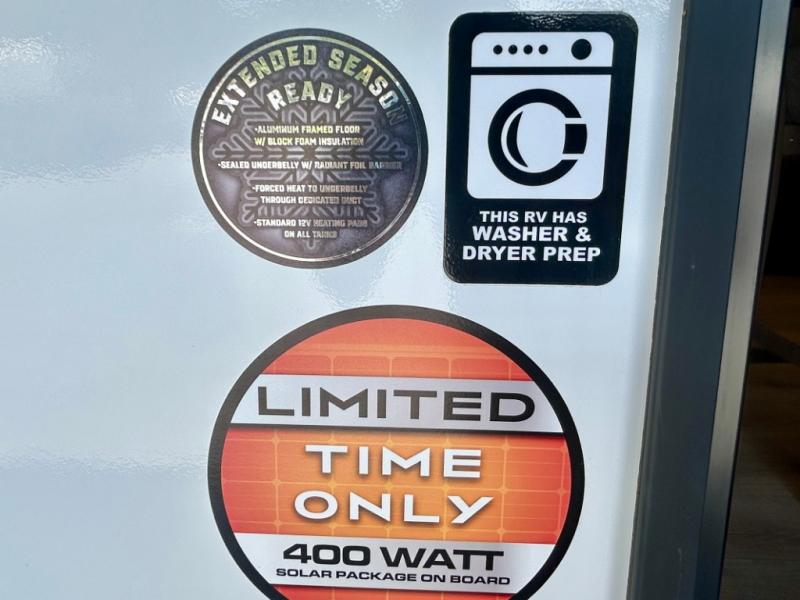 EXTENDED SEASON
READY
•ALUMINUM FRAMED FLOOR
W/ BLOCK FOAM INSULATION
•SEALED UNDERBELLY W/ RADIANT FOIL BARRIER
•FORCED HEAT TO UNDERBELLY
THROUGH DEDICATED DUCT
•STANDARD 12V HEATING PADS
ON ALL TANKS
THIS RV HAS
WASHER &
DRYER PREP
LIMITED
TIME
ONLY
400 WATT
SOLAR PACKAGE ON BOARD